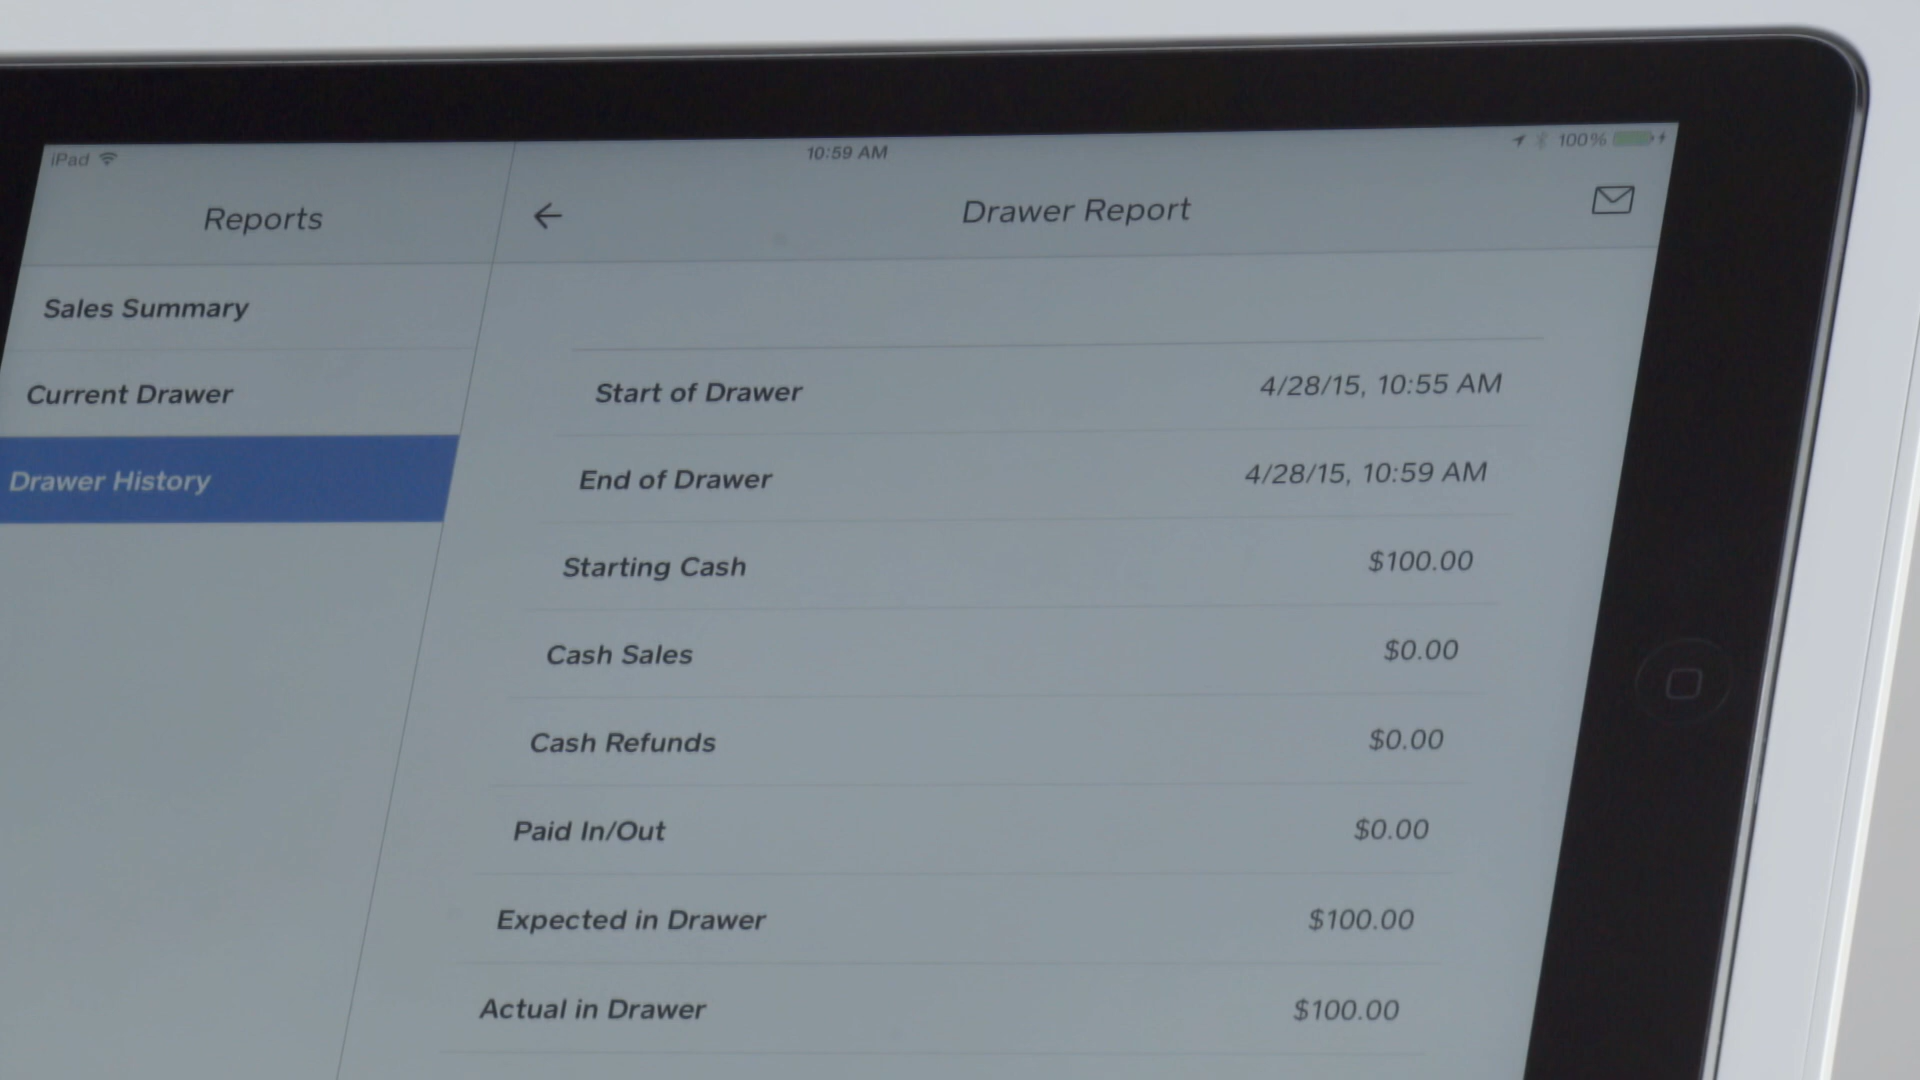 iPad
10:59 AM
100%
Reports
Drawer Report
Sales Summary
Current Drawer
Drawer History
Start of Drawer 4/28/15, 10:55 AM
End of Drawer 4/28/15, 10:59 AM
Starting Cash $100.00
Cash Sales $0.00
Cash Refunds $0.00
Paid In/Out $0.00
Expected in Drawer $100.00
Actual in Drawer $100.00